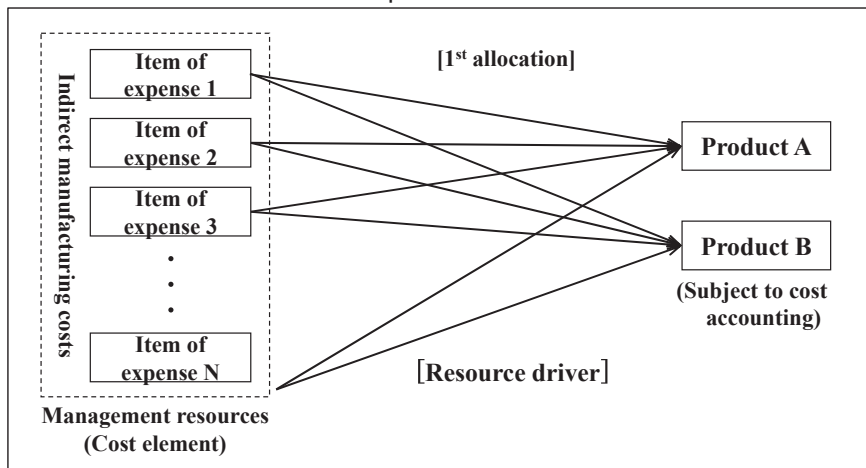 Indirect manufacturing costs
Item of
expense 1
Item of
expense 2
Item of
expense 3
Item of
expense N
Management resources
(Cost element)
[1st allocation]
[Resource driver]
Product A
Product B
(Subject to cost
accounting)